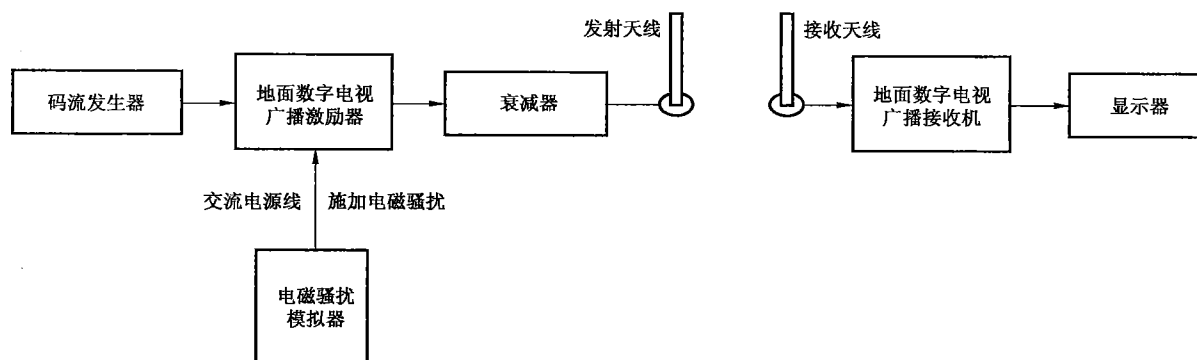 发射天线
接收天线
码流发生器
地面数字电视
广播激励器
衰减器
地面数字电视
广播接收机
显示器
交流电源线
施加电磁骚扰
电磁骚扰
模拟器